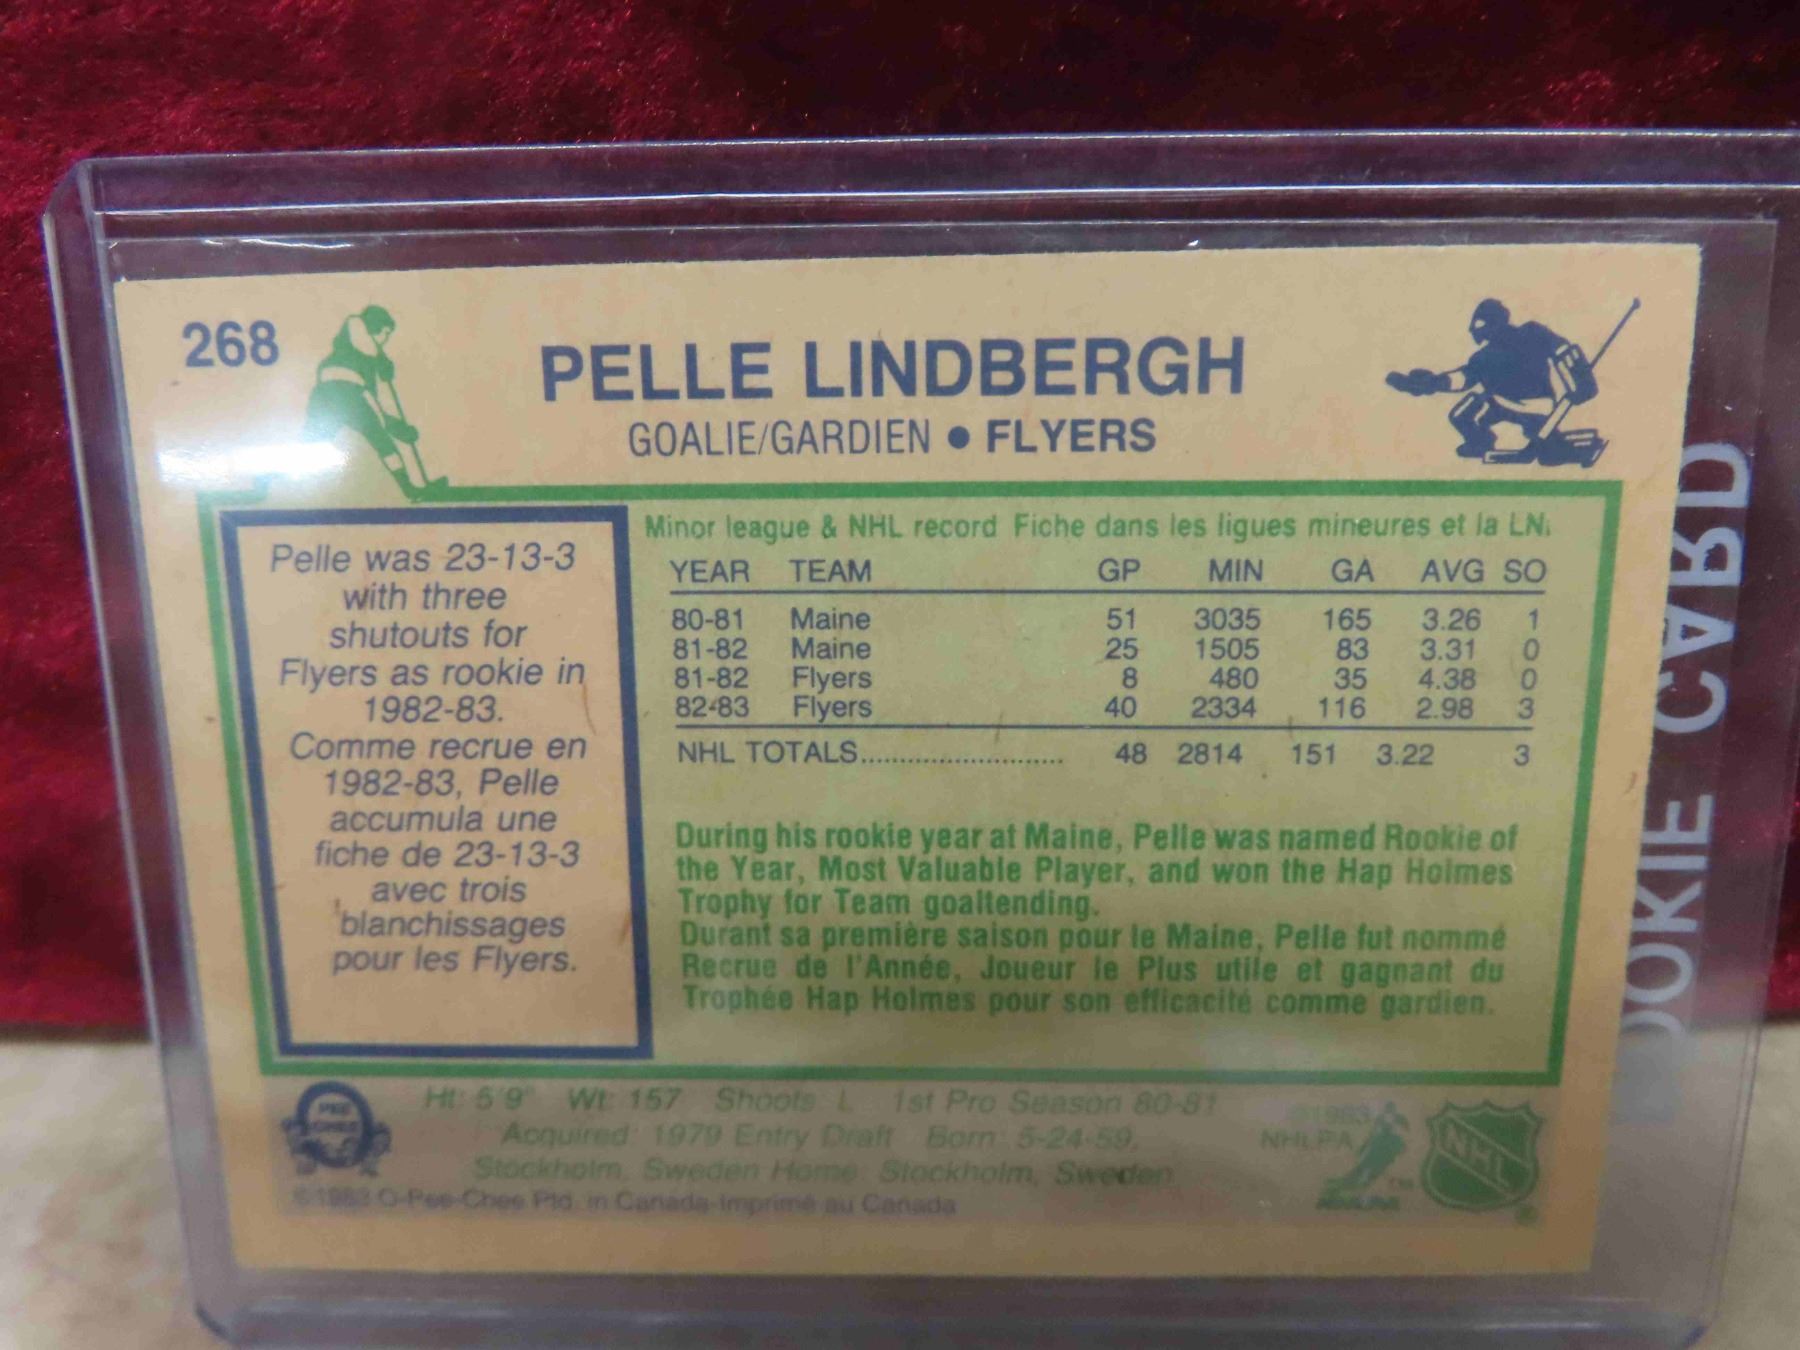 268
PELLE LINDBERGH
GOALIE/GARDIEN • FLYERS
Pelle was 23-13-3
with three
shutouts for
Flyers as rookie in
1982-83.
Comme recrue en
1982-83, Pelle
accumula une
fiche de 23-13-3
avec trois
blanchissages
pour les Flyers.
Minor league & NHL record Fiche dans les ligues mineures et la LN
YEAR TEAM GP MIN GA AVG SO
80-81 Maine 51 3035 165 3.26 1
81-82 Maine 25 1505 83 3.31 0
81-82 Flyers 8 480 35 4.38 0
82-83 Flyers 40 2334 116 2.98 3
NHL TOTALS.......................... 48 2814 151 3.22 3
During his rookie year at Maine, Pelle was named Rookie of
the Year, Most Valuable Player, and won the Hap Holmes
Trophy for Team goaltending.
Durant sa première saison pour le Maine, Pelle fut nommé
Recrue de l'Année, Joueur le Plus utile et gagnant du
Trophée Hap Holmes pour son efficacité comme gardien.
Ht: 5'9" Wt: 157 Shoots L 1st Pro Season 80-81
Acquired: 1979 Entry Draft Born: 5-24-59,
Stockholm, Sweden Home: Stockholm, Sweden
©1983 O-Pee-Chee Ptd. in Canada-Imprimé au Canada
PEE
CHEE
©1983
NHLPA
TM
NHL
®
ROOKIE CARD